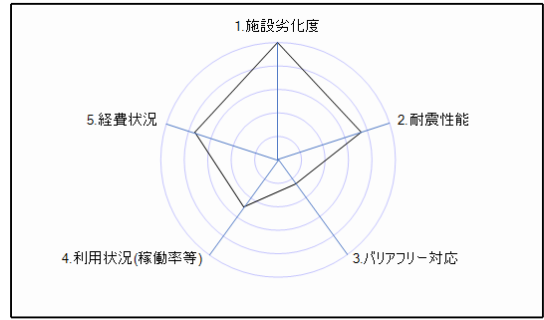 1.施設劣化度
2.耐震性能
3.バリアフリー対応
4.利用状況(稼働率等)
5.経費状況